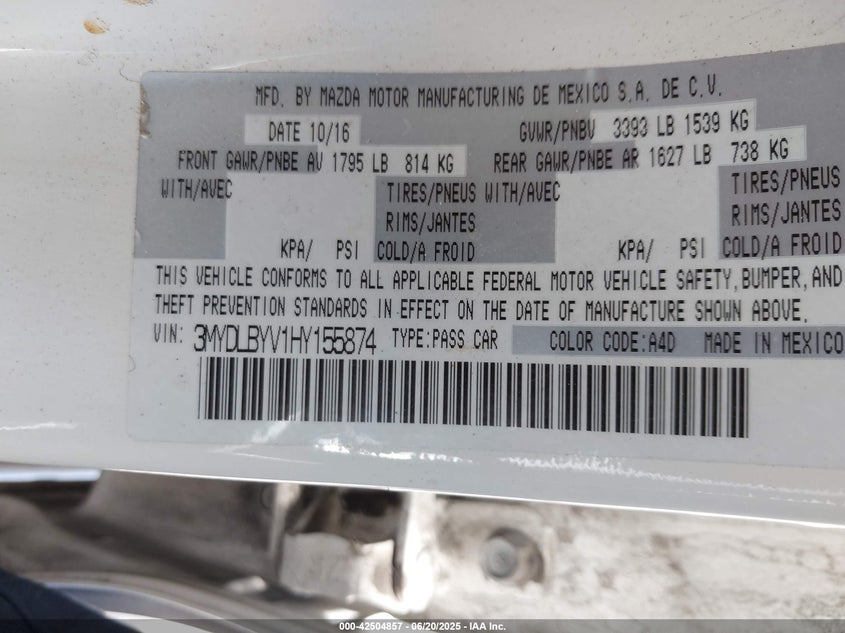 MFD. BY MAZDA MOTOR MANUFACTURING DE MEXICO S.A. DE C.V.
DATE 10/16 GVWR/PNBV 3393 LB 1539 KG
FRONT GAWR/PNBE AV 1795 LB 814 KG REAR GAWR/PNBE AR 1627 LB 738 KG
WITH/AVEC TIRES/PNEUS WITH/AVEC TIRES/PNEUS
RIMS/JANTES RIMS/JANTES
KPA/ PSI COLD/A FROID KPA/ PSI COLD/A FROID
THIS VEHICLE CONFORMS TO ALL APPLICABLE FEDERAL MOTOR VEHICLE SAFETY, BUMPER, AND
THEFT PREVENTION STANDARDS IN EFFECT ON THE DATE OF MANUFACTURE SHOWN ABOVE.
VIN: 3MYDLBYV1HY155874 TYPE:PASS CAR COLOR CODE:A4D MADE IN MEXICO
000-42504857 - 06/20/2025 - IAA Inc.